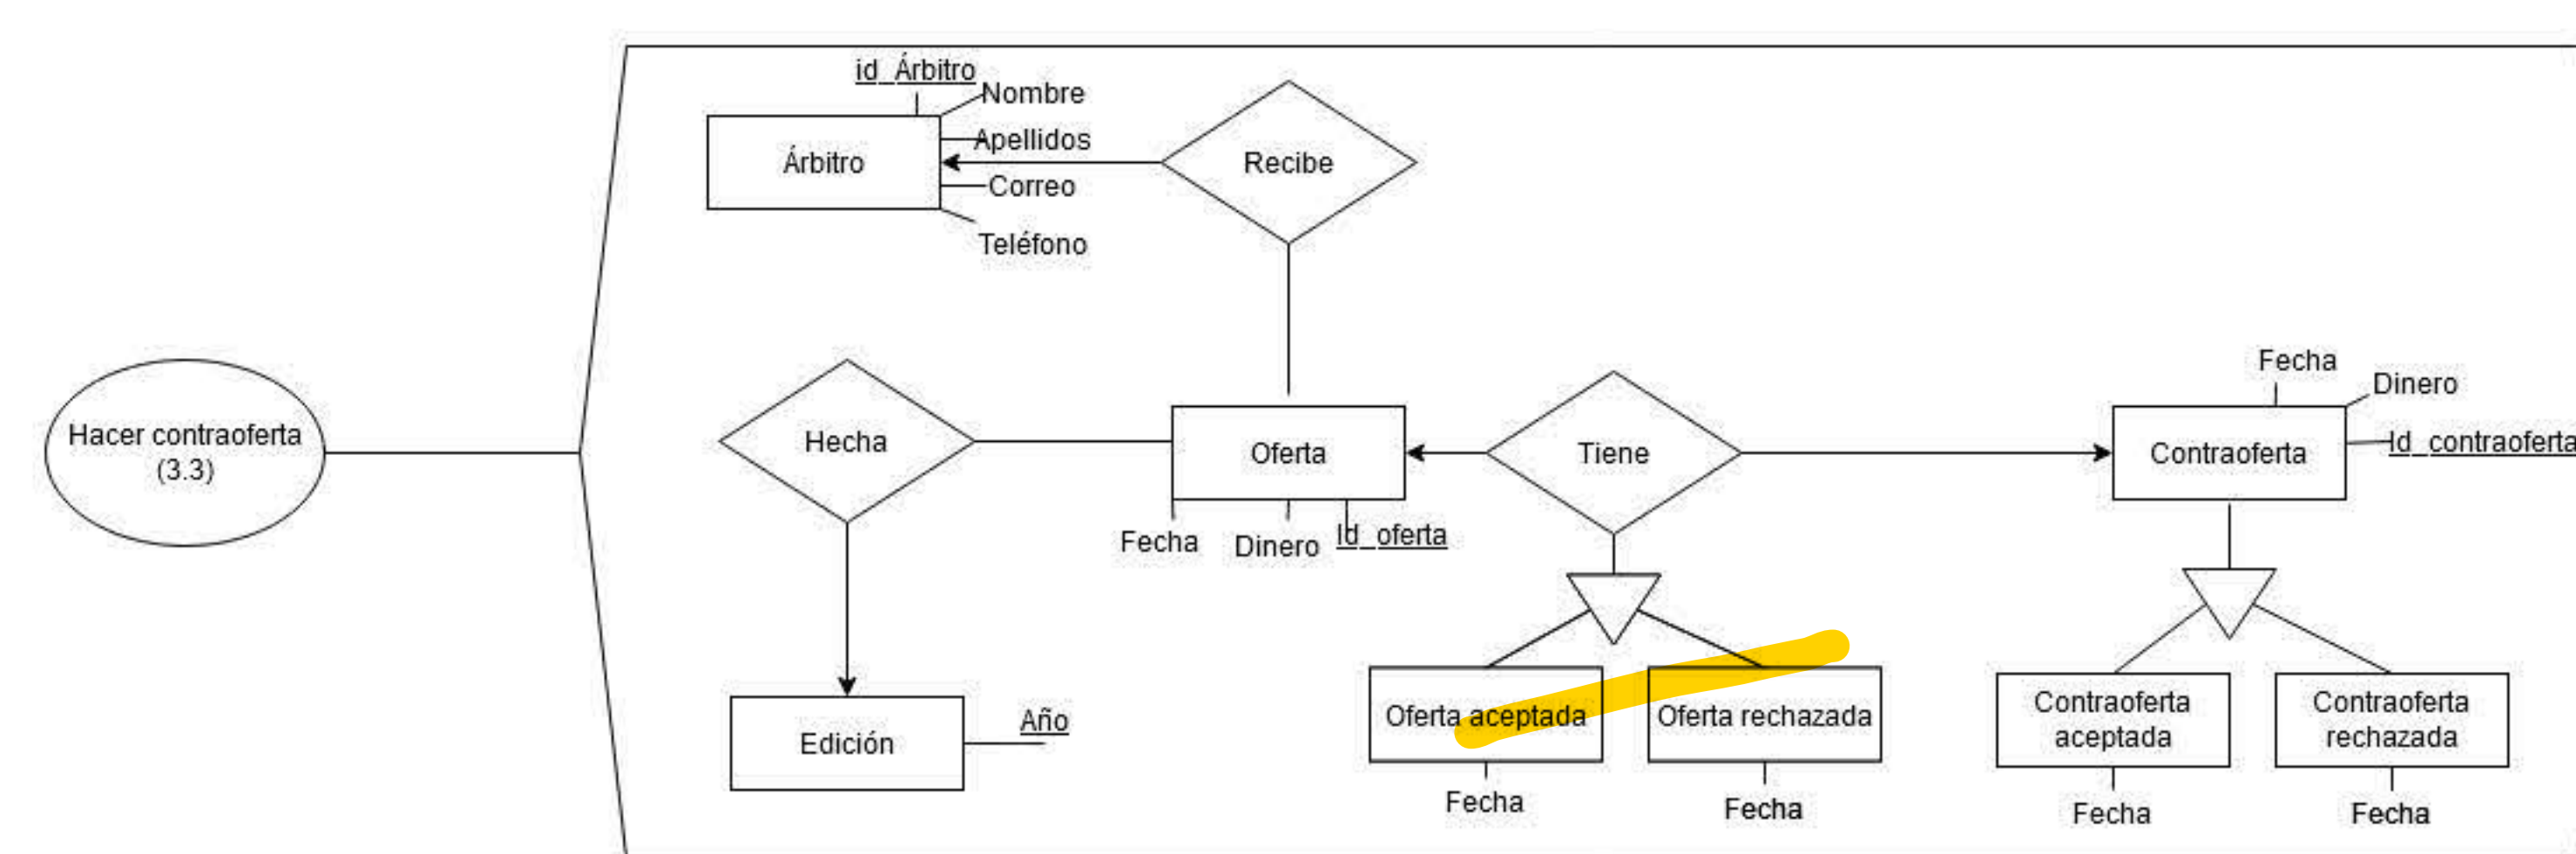 id_Árbitro
Nombre
Apellidos
Árbitro
Recibe
Correo
Teléfono
Hacer contraoferta
(3.3)
Hecha
Oferta
Tiene
Fecha
Dinero
Contraoferta
Id_contraoferta
Fecha
Dinero
Id_oferta
Edición
Año
Oferta aceptada
Oferta rechazada
Contraoferta
aceptada
Contraoferta
rechazada
Fecha
Fecha
Fecha
Fecha